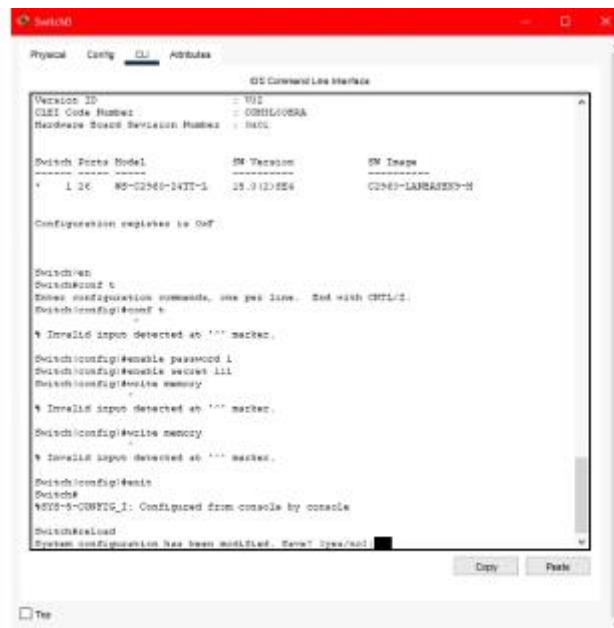 Switch0
Physical Config CLI Attributes
IOS Command Line Interface
Version ID : V02
CLEI Code Number : COM3L00BRA
Hardware Board Revision Number : 0x01
Switch Ports Model SW Version SW Image
------ ----- ----- ---------- ----------
* 1 26 WS-C2960-24TT-L 15.0(2)SE4 C2960-LANBASEK9-M
Configuration register is 0xF
Switch>en
Switch#conf t
Enter configuration commands, one per line. End with CNTL/Z.
Switch(config)#conf t
^
% Invalid input detected at '^' marker.
Switch(config)#enable password 1
Switch(config)#enable secret 111
Switch(config)#write memory
^
% Invalid input detected at '^' marker.
Switch(config)#write memory
^
% Invalid input detected at '^' marker.
Switch(config)#exit
Switch#
%SYS-5-CONFIG_I: Configured from console by console
Switch#reload
System configuration has been modified. Save? [yes/no]:
Copy Paste
Top